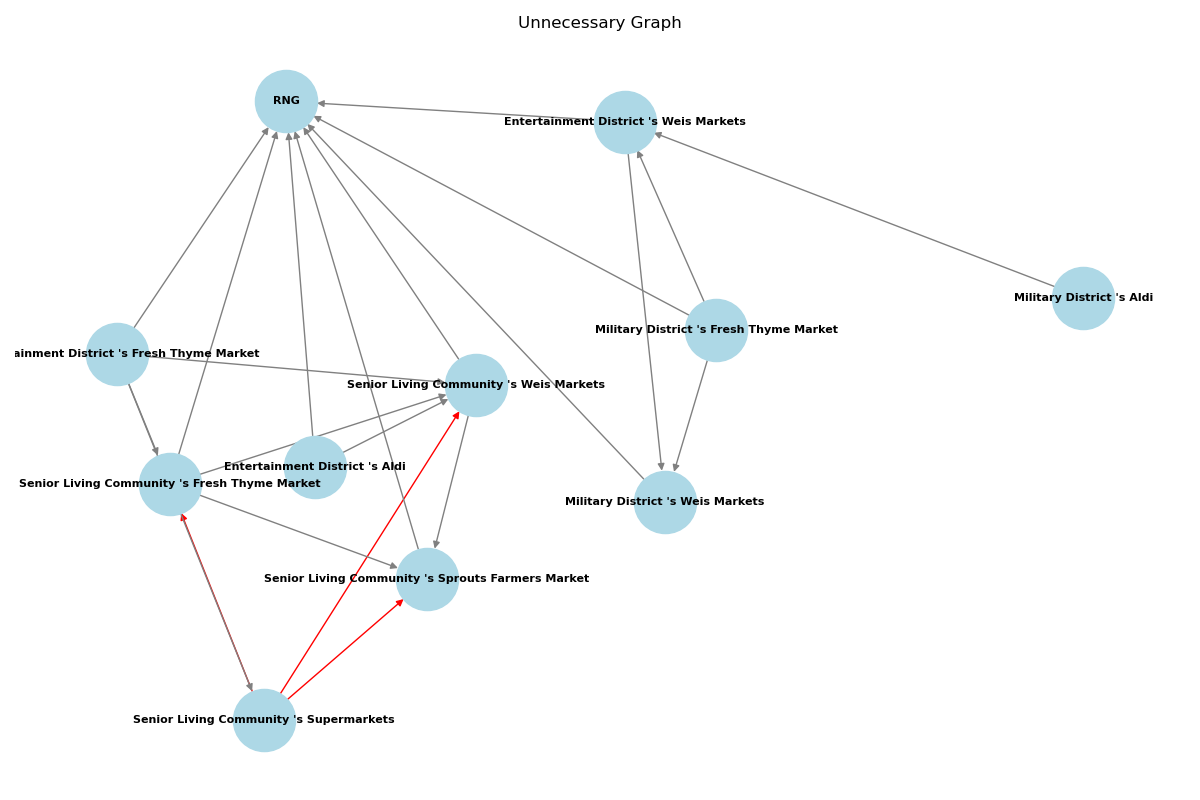 Unnecessary Graph
RNG
Entertainment District 's Weis Markets
Military District 's Aldi
Military District 's Fresh Thyme Market
ainment District 's Fresh Thyme Market
Senior Living Community 's Weis Markets
Entertainment District 's Aldi
Senior Living Community 's Fresh Thyme Market
Military District 's Weis Markets
Senior Living Community 's Sprouts Farmers Market
Senior Living Community 's Supermarkets